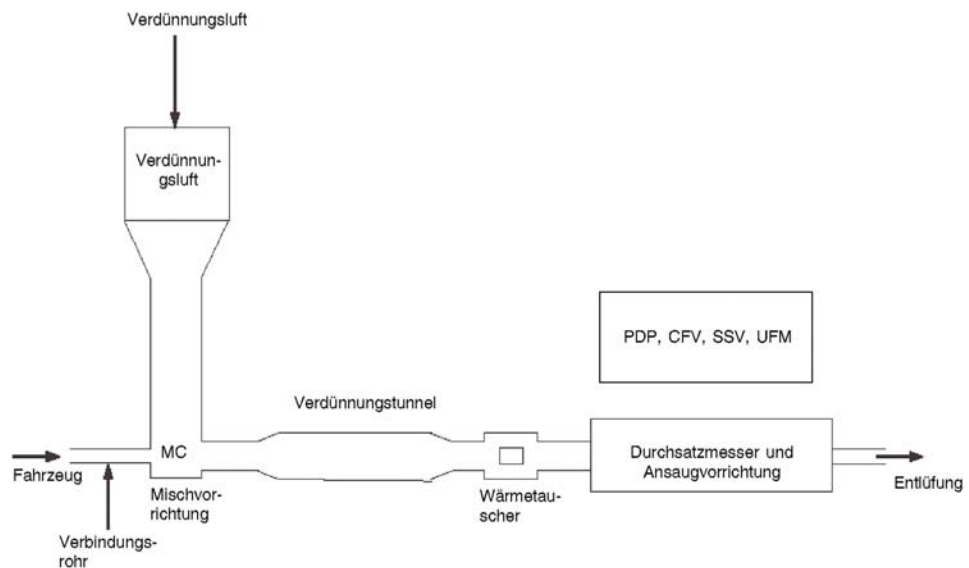 Verdünnungsluft
Verdünnun-
gsluft
PDP, CFV, SSV, UFM
Verdünnungstunnel
MC
Durchsatzmesser und
Ansaugvorrichtung
Fahrzeug
Mischvor-
richtung
Wärmetau-
scher
Entlüfung
Verbindungs-
rohr